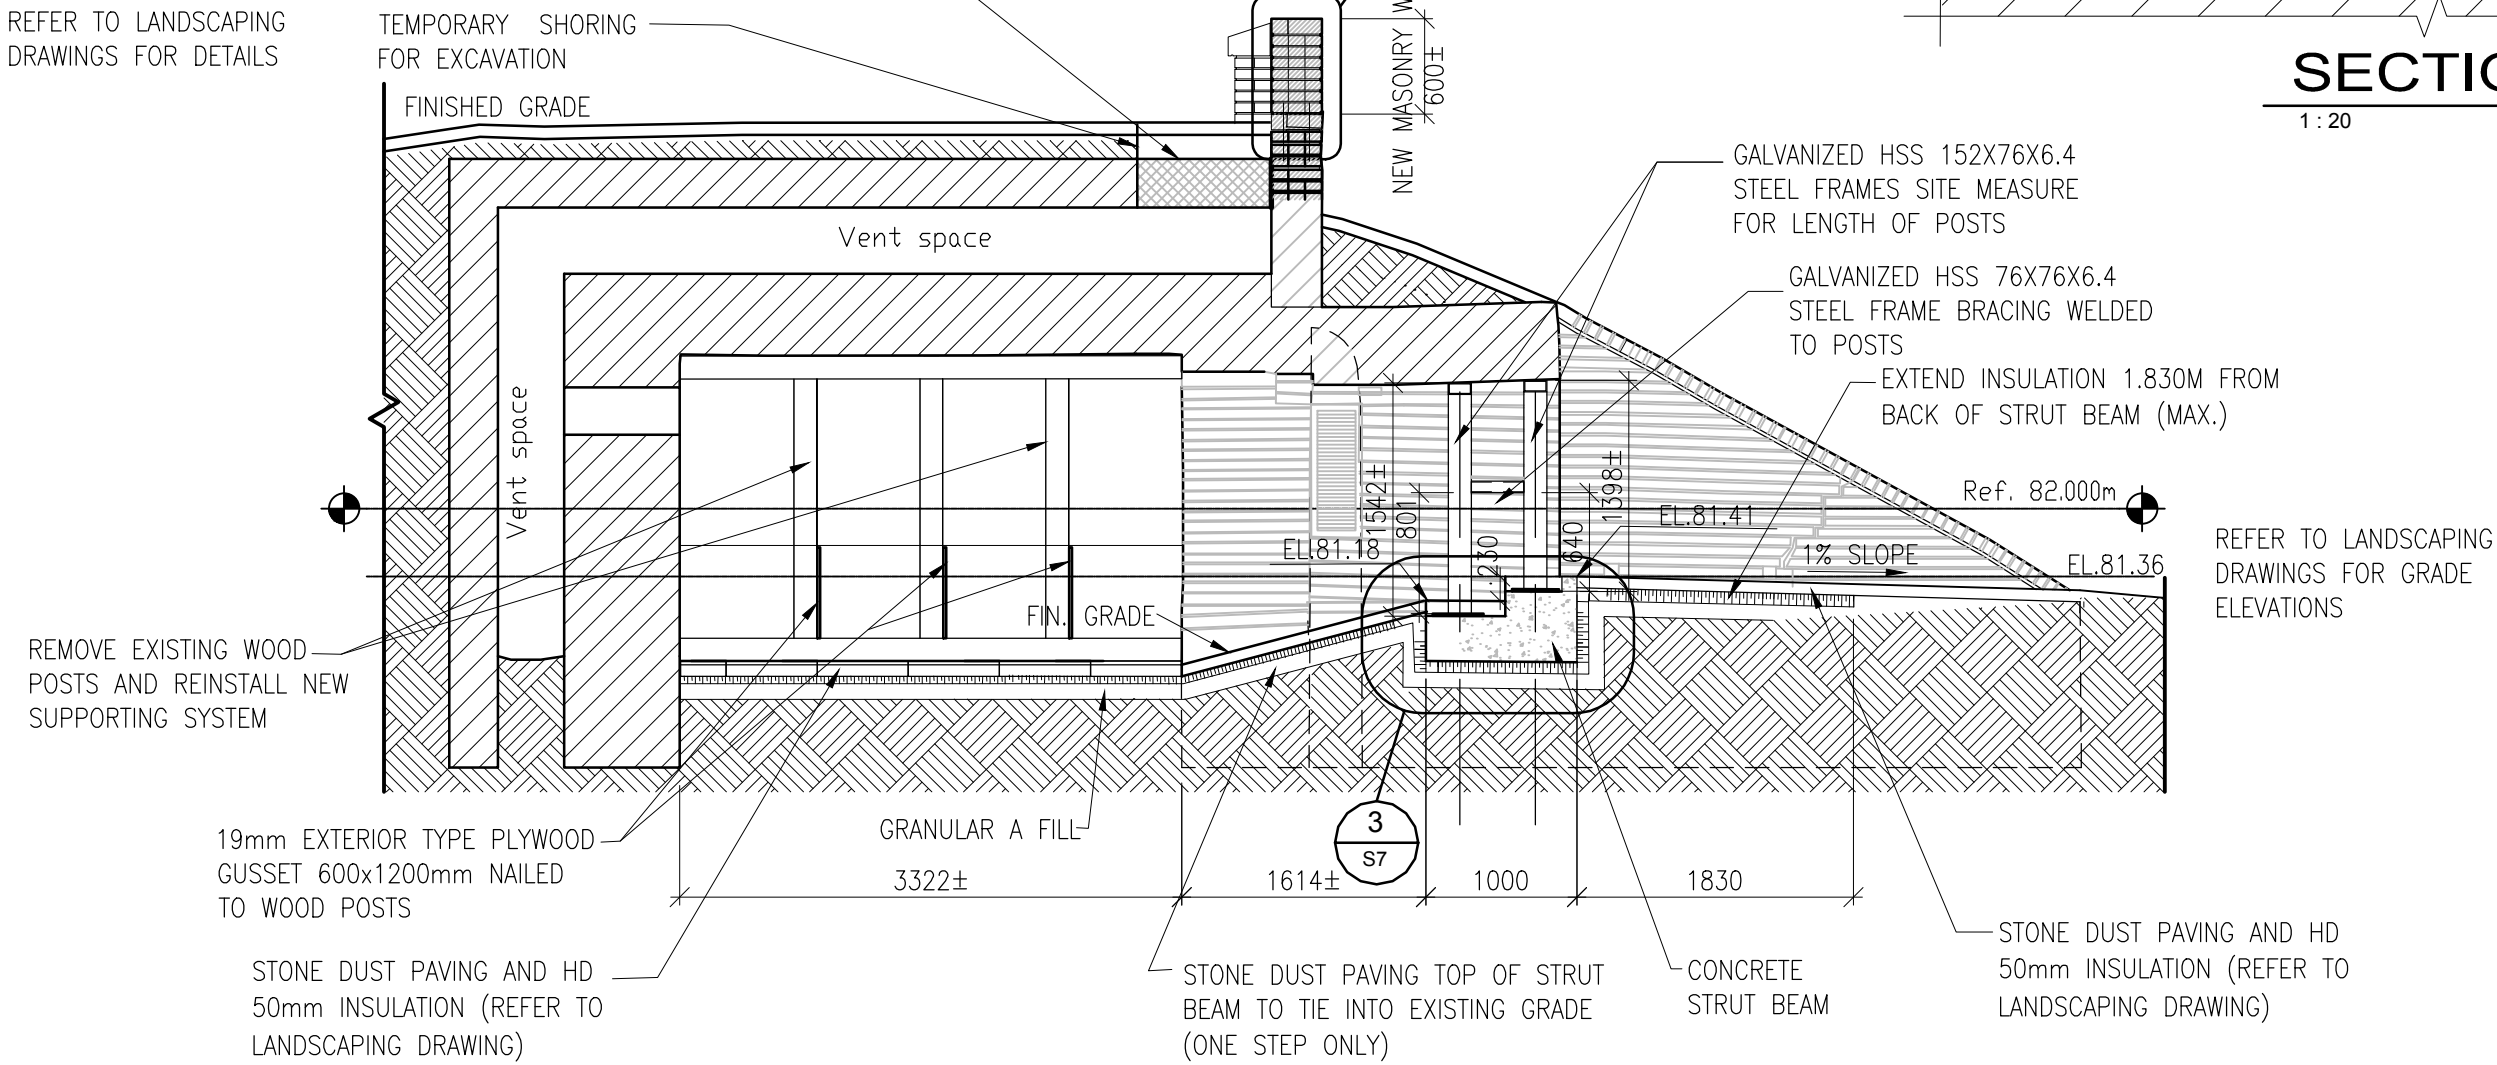 REFER TO LANDSCAPING
DRAWINGS FOR DETAILS
TEMPORARY SHORING
FOR EXCAVATION
FINISHED GRADE
NEW MASONRY
600±
1 : 20
GALVANIZED HSS 152X76X6.4
STEEL FRAMES SITE MEASURE
FOR LENGTH OF POSTS
GALVANIZED HSS 76X76X6.4
STEEL FRAME BRACING WELDED
TO POSTS
EXTEND INSULATION 1.830M FROM
BACK OF STRUT BEAM (MAX.)
Vent space
Vent space
Ref. 82.000m
REFER TO LANDSCAPING
DRAWINGS FOR GRADE
ELEVATIONS
EL.81.36
1% SLOPE
EL.81.41
EL.81.18
1542±
801
230
640
1398±
FIN. GRADE
REMOVE EXISTING WOOD
POSTS AND REINSTALL NEW
SUPPORTING SYSTEM
19mm EXTERIOR TYPE PLYWOOD
GUSSET 600x1200mm NAILED
TO WOOD POSTS
GRANULAR A FILL
3
S7
3322±
1614±
1000
1830
STONE DUST PAVING AND HD
50mm INSULATION (REFER TO
LANDSCAPING DRAWING)
STONE DUST PAVING TOP OF STRUT
BEAM TO TIE INTO EXISTING GRADE
(ONE STEP ONLY)
CONCRETE
STRUT BEAM
STONE DUST PAVING AND HD
50mm INSULATION (REFER TO
LANDSCAPING DRAWING)